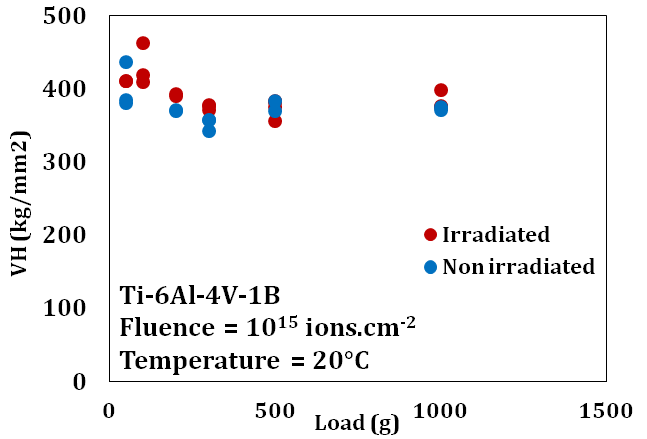 500
400
300
200
100
0
VH (kg/mm2)
Irradiated
Non irradiated
Ti-6Al-4V-1B
Fluence = 10¹⁵ ions.cm⁻²
Temperature = 20°C
0
500
1000
1500
Load (g)